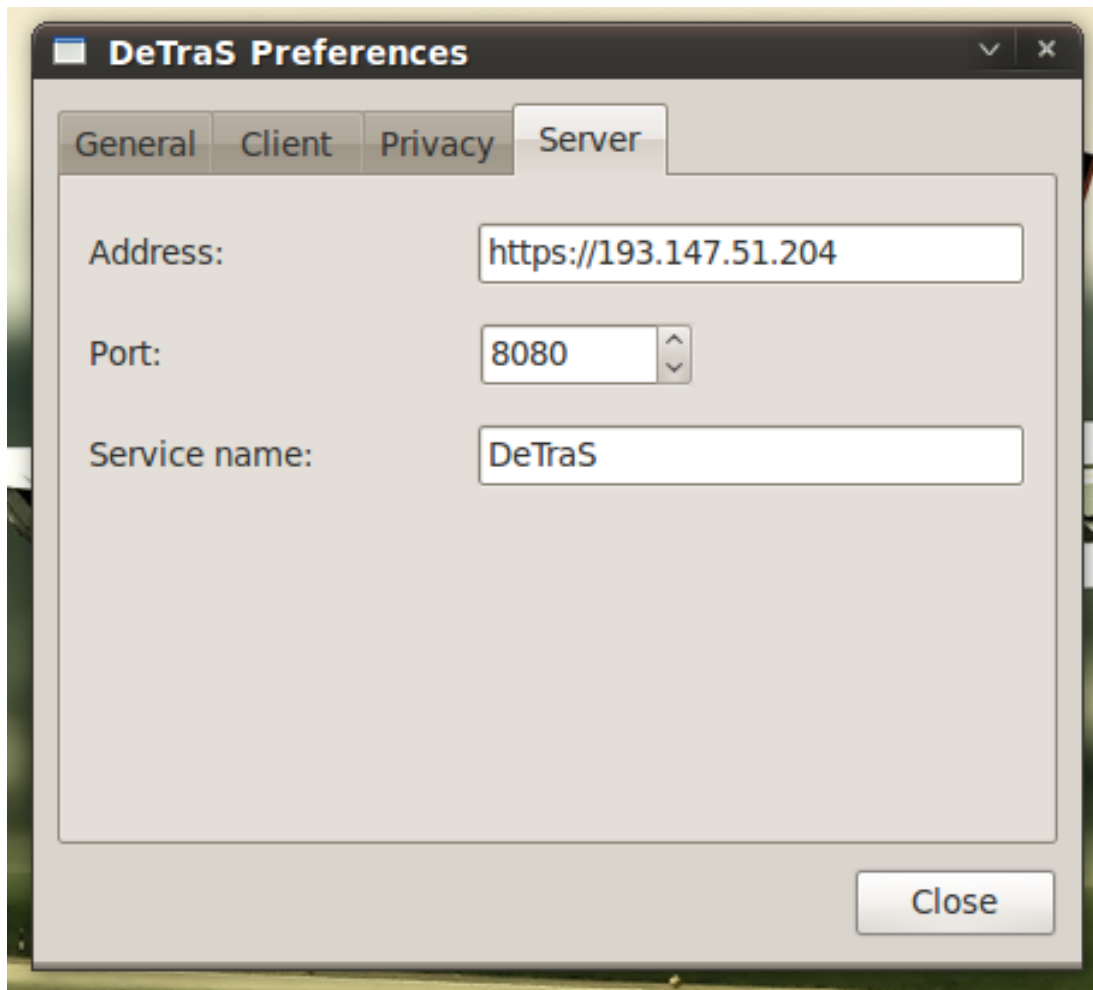 DeTraS Preferences
General Client Privacy Server
Address: https://193.147.51.204
Port: 8080
Service name: DeTraS
Close